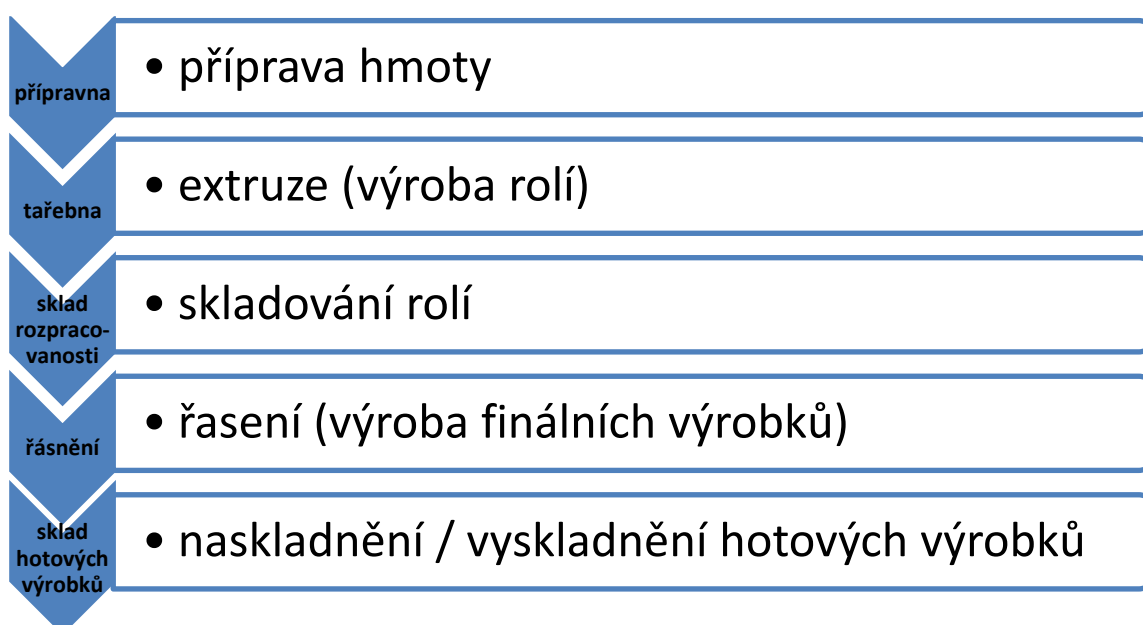 přípravna
• příprava hmoty
tařebna
• extruze (výroba rolí)
sklad
rozpraco-
vanosti
• skladování rolí
řásnění
• řasení (výroba finálních výrobků)
sklad
hotových
výrobků
• naskladnění / vyskladnění hotových výrobků